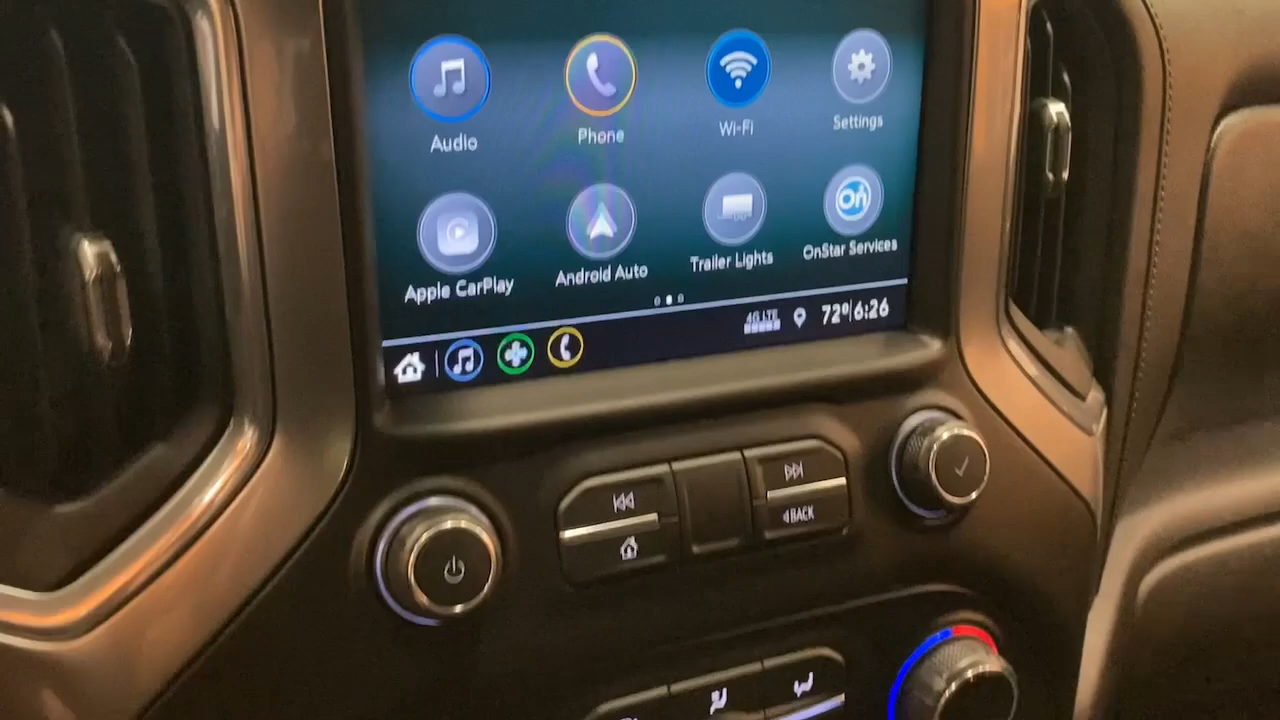 Audio
Phone
Wi-Fi
Settings
Apple CarPlay
Android Auto
Trailer Lights
On
OnStar Services
4G LTE
72° 6:26
BACK